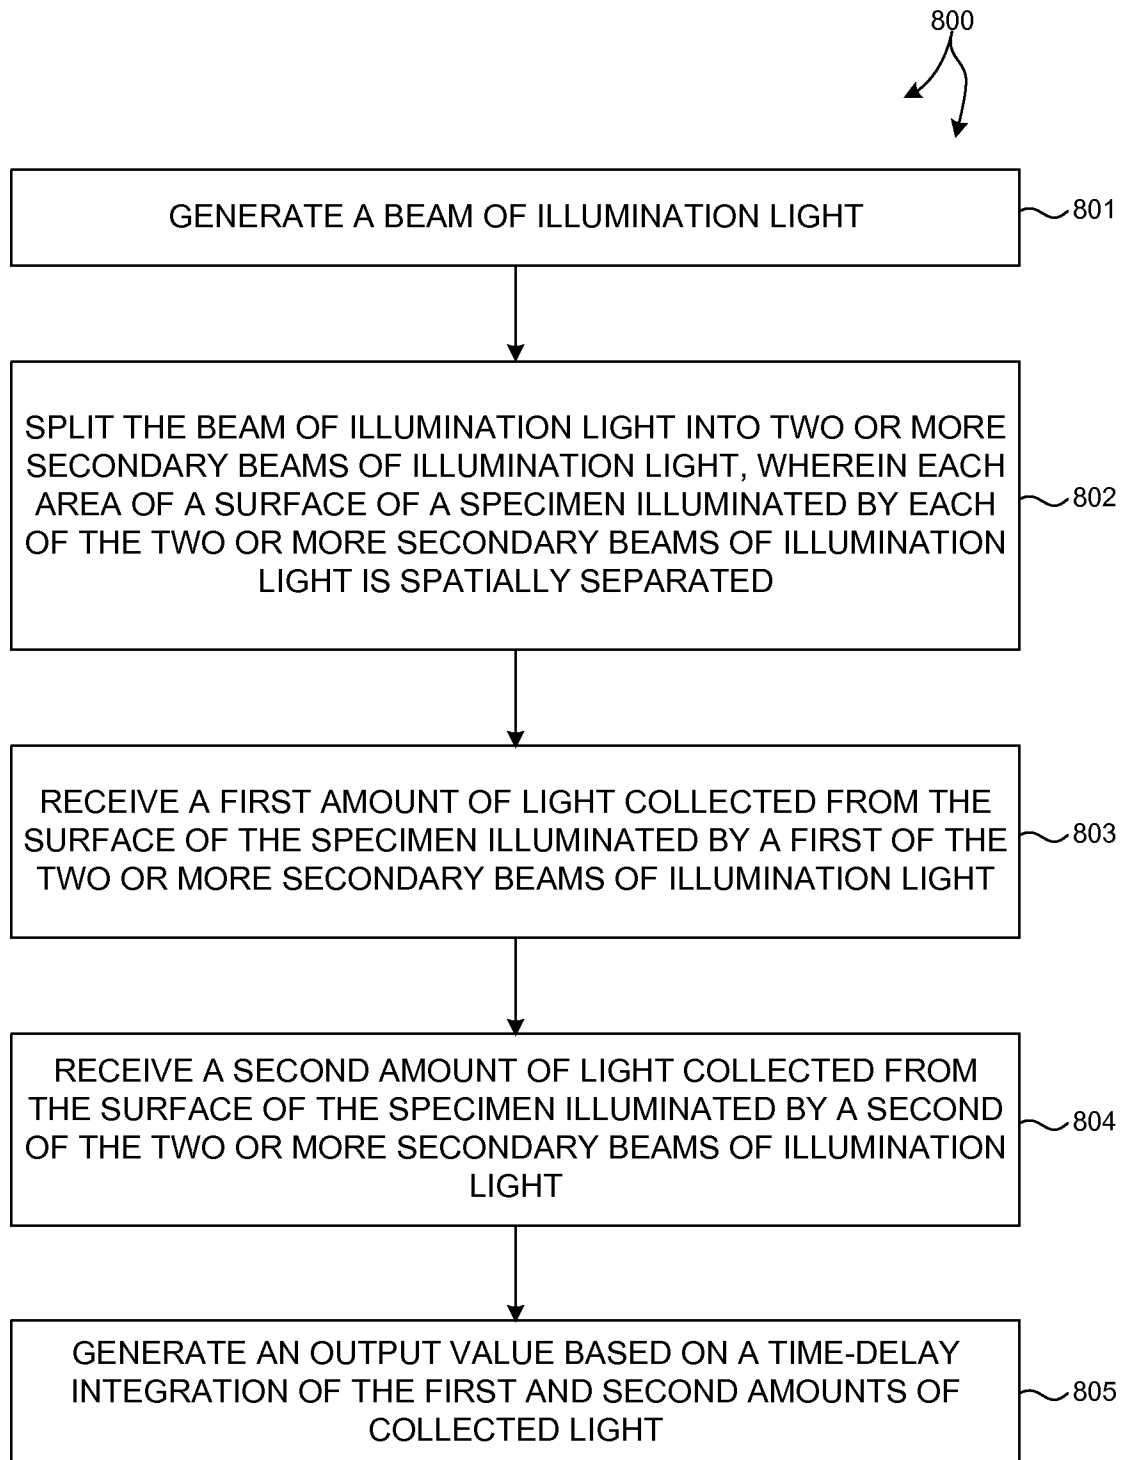 800
GENERATE A BEAM OF ILLUMINATION LIGHT
801
SPLIT THE BEAM OF ILLUMINATION LIGHT INTO TWO OR MORE
SECONDARY BEAMS OF ILLUMINATION LIGHT, WHEREIN EACH
AREA OF A SURFACE OF A SPECIMEN ILLUMINATED BY EACH
OF THE TWO OR MORE SECONDARY BEAMS OF ILLUMINATION
LIGHT IS SPATIALLY SEPARATED
802
RECEIVE A FIRST AMOUNT OF LIGHT COLLECTED FROM THE
SURFACE OF THE SPECIMEN ILLUMINATED BY A FIRST OF THE
TWO OR MORE SECONDARY BEAMS OF ILLUMINATION LIGHT
803
RECEIVE A SECOND AMOUNT OF LIGHT COLLECTED FROM
THE SURFACE OF THE SPECIMEN ILLUMINATED BY A SECOND
OF THE TWO OR MORE SECONDARY BEAMS OF ILLUMINATION
LIGHT
804
GENERATE AN OUTPUT VALUE BASED ON A TIME-DELAY
INTEGRATION OF THE FIRST AND SECOND AMOUNTS OF
COLLECTED LIGHT
805